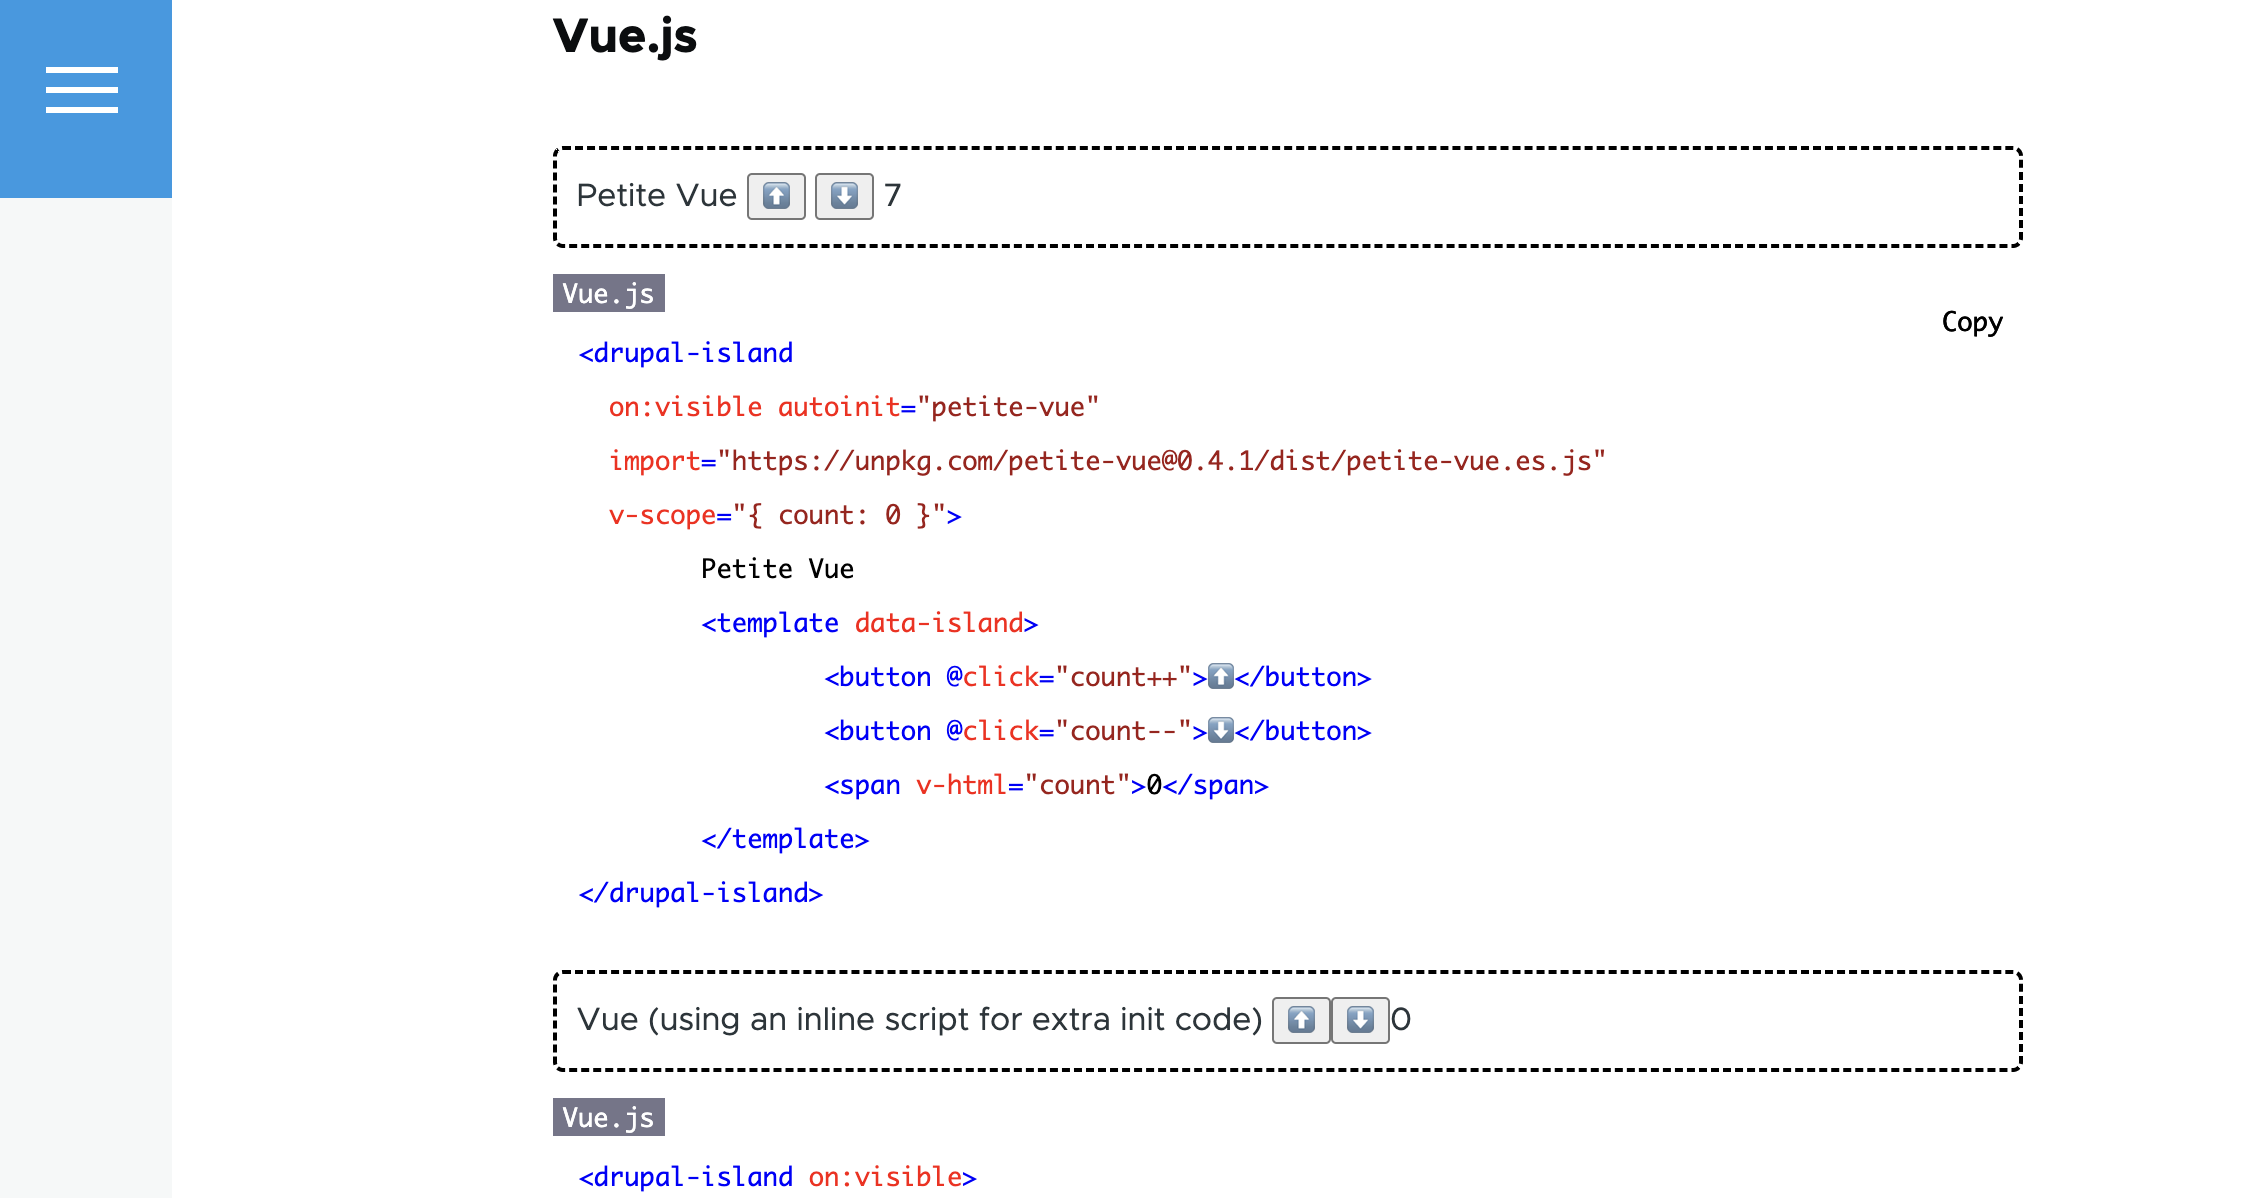 Vue.js
Petite Vue ⬆️ ⬇️ 7
Vue.js
Copy
<drupal-island
  on:visible autoinit="petite-vue"
  import="https://unpkg.com/petite-vue@0.4.1/dist/petite-vue.es.js"
  v-scope="{ count: 0 }">
        Petite Vue
        <template data-island>
                <button @click="count++">⬆️</button>
                <button @click="count--">⬇️</button>
                <span v-html="count">0</span>
        </template>
</drupal-island>
Vue (using an inline script for extra init code) ⬆️⬇️0
Vue.js
<drupal-island on:visible>